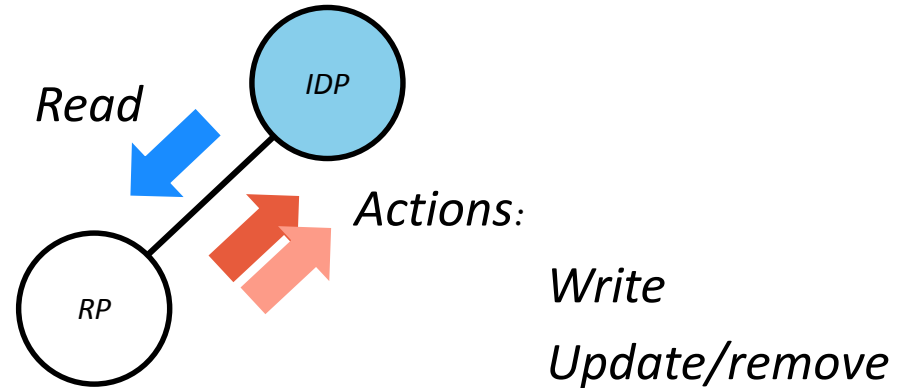 IDP
Read
Actions:
RP
Write
Update/remove